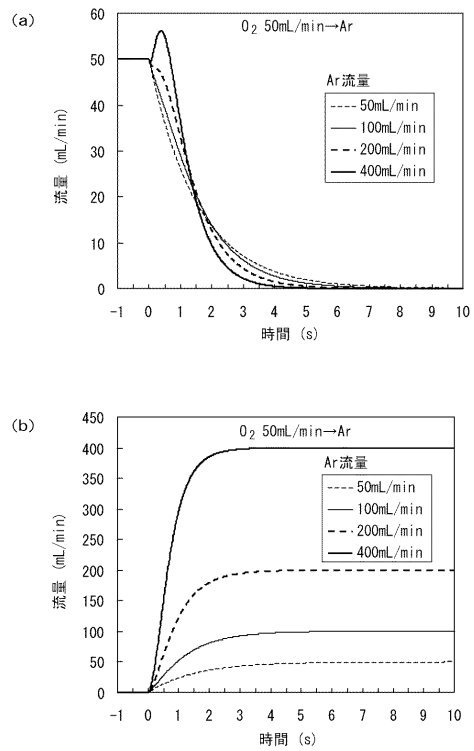 (a)
O2 50mL/min→Ar
Ar流量
50mL/min
100mL/min
200mL/min
400mL/min
流量 (mL/min)
60
50
40
30
20
10
0
-1 0 1 2 3 4 5 6 7 8 9 10
時間 (s)
(b)
O2 50mL/min→Ar
Ar流量
50mL/min
100mL/min
200mL/min
400mL/min
流量 (mL/min)
450
400
350
300
250
200
150
100
50
0
-1 0 1 2 3 4 5 6 7 8 9 10
時間 (s)